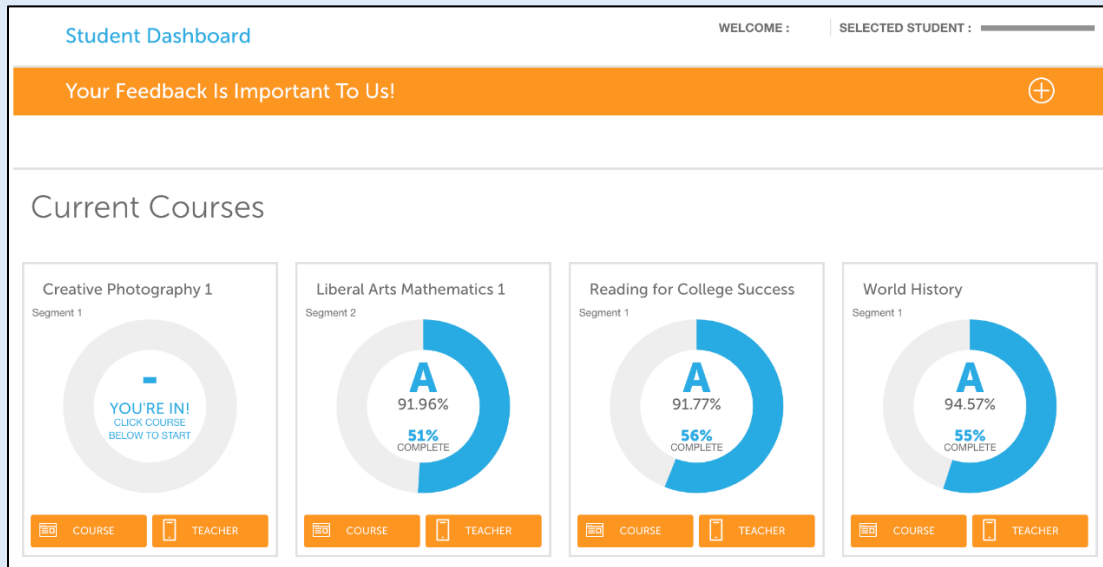 Student Dashboard
WELCOME :
SELECTED STUDENT :
Your Feedback Is Important To Us!
Current Courses
Creative Photography 1
Segment 1
-
YOU'RE IN!
CLICK COURSE
BELOW TO START
COURSE
TEACHER
Liberal Arts Mathematics 1
Segment 2
A
91.96%
51%
COMPLETE
COURSE
TEACHER
Reading for College Success
Segment 1
A
91.77%
56%
COMPLETE
COURSE
TEACHER
World History
Segment 1
A
94.57%
55%
COMPLETE
COURSE
TEACHER